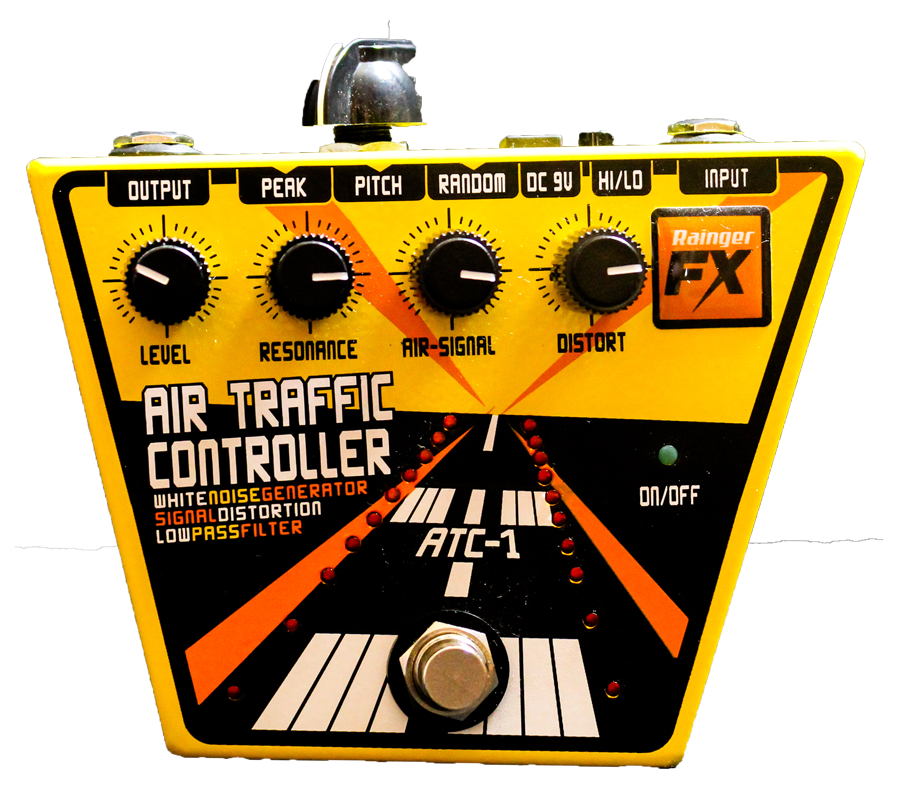 OUTPUT PEAK PITCH RANDOM DC 9V HI/LO INPUT
Rainger
FX
LEVEL RESONANCE AIR-SIGNAL DISTORT
AIR TRAFFIC
CONTROLLER
WHITENOISEGENERATOR
SIGNALDISTORTION
LOWPASSFILTER
ON/OFF
ATC-1